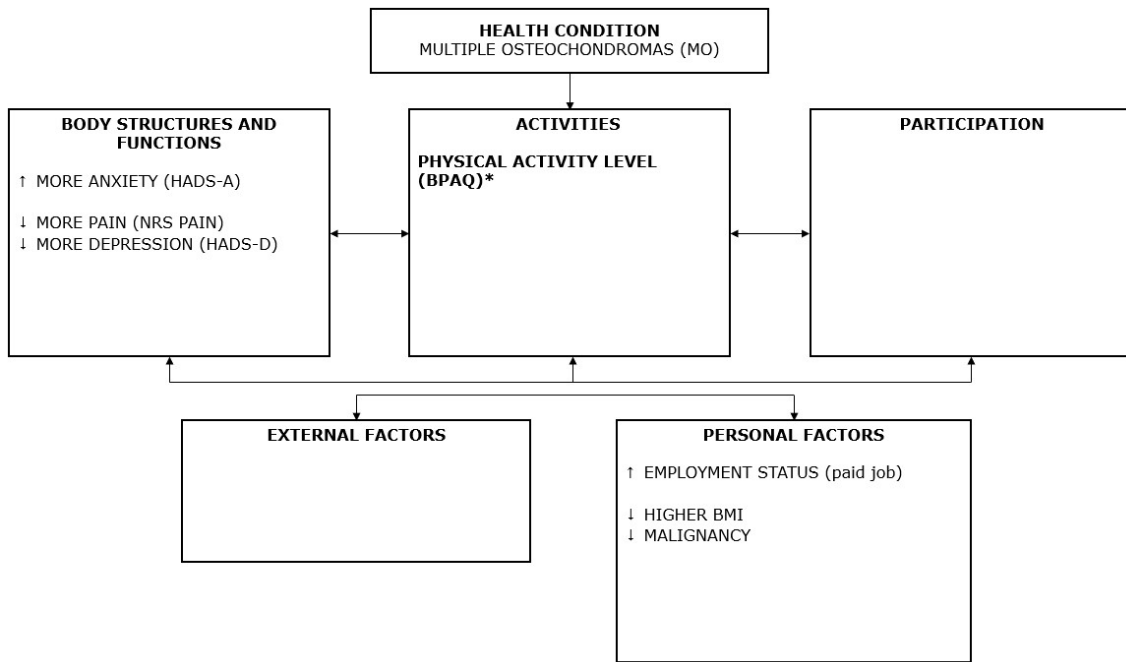 HEALTH CONDITION
MULTIPLE OSTEOCHONDROMAS (MO)
BODY STRUCTURES AND
FUNCTIONS
↑ MORE ANXIETY (HADS-A)
↓ MORE PAIN (NRS PAIN)
↓ MORE DEPRESSION (HADS-D)
ACTIVITIES
PHYSICAL ACTIVITY LEVEL
(BPAQ)*
PARTICIPATION
EXTERNAL FACTORS
PERSONAL FACTORS
↑ EMPLOYMENT STATUS (paid job)
↓ HIGHER BMI
↓ MALIGNANCY